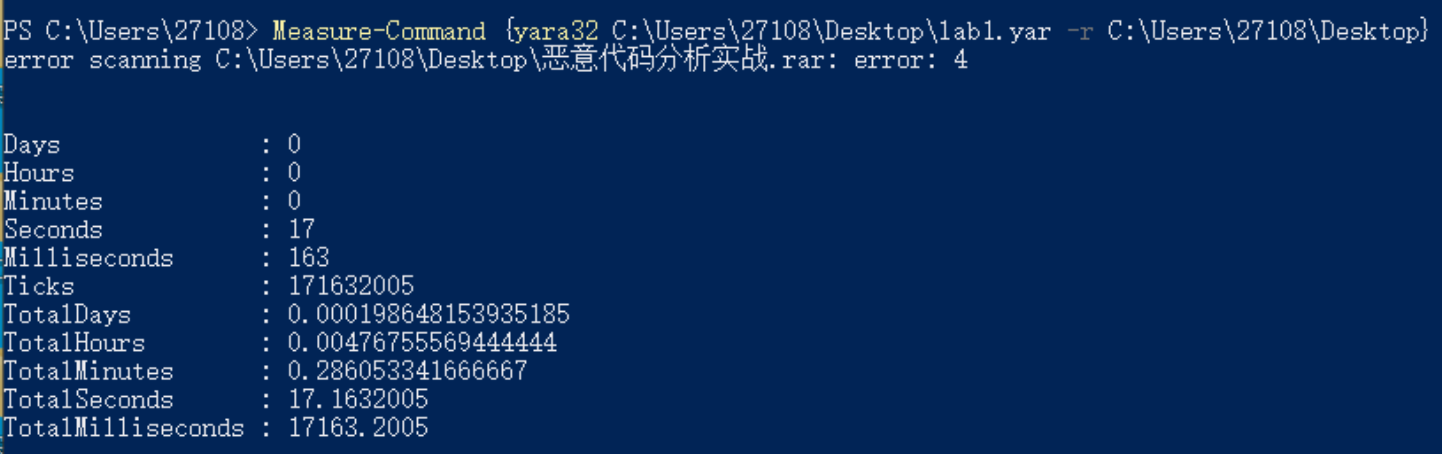 PS C:\Users\27108> Measure-Command {yara32 C:\Users\27108\Desktop\lab1.yar -r C:\Users\27108\Desktop}
error scanning C:\Users\27108\Desktop\恶意代码分析实战.rar: error: 4
Days : 0
Hours : 0
Minutes : 0
Seconds : 17
Milliseconds : 163
Ticks : 171632005
TotalDays : 0.000198648153935185
TotalHours : 0.00476755569444444
TotalMinutes : 0.286053341666667
TotalSeconds : 17.1632005
TotalMilliseconds : 17163.2005